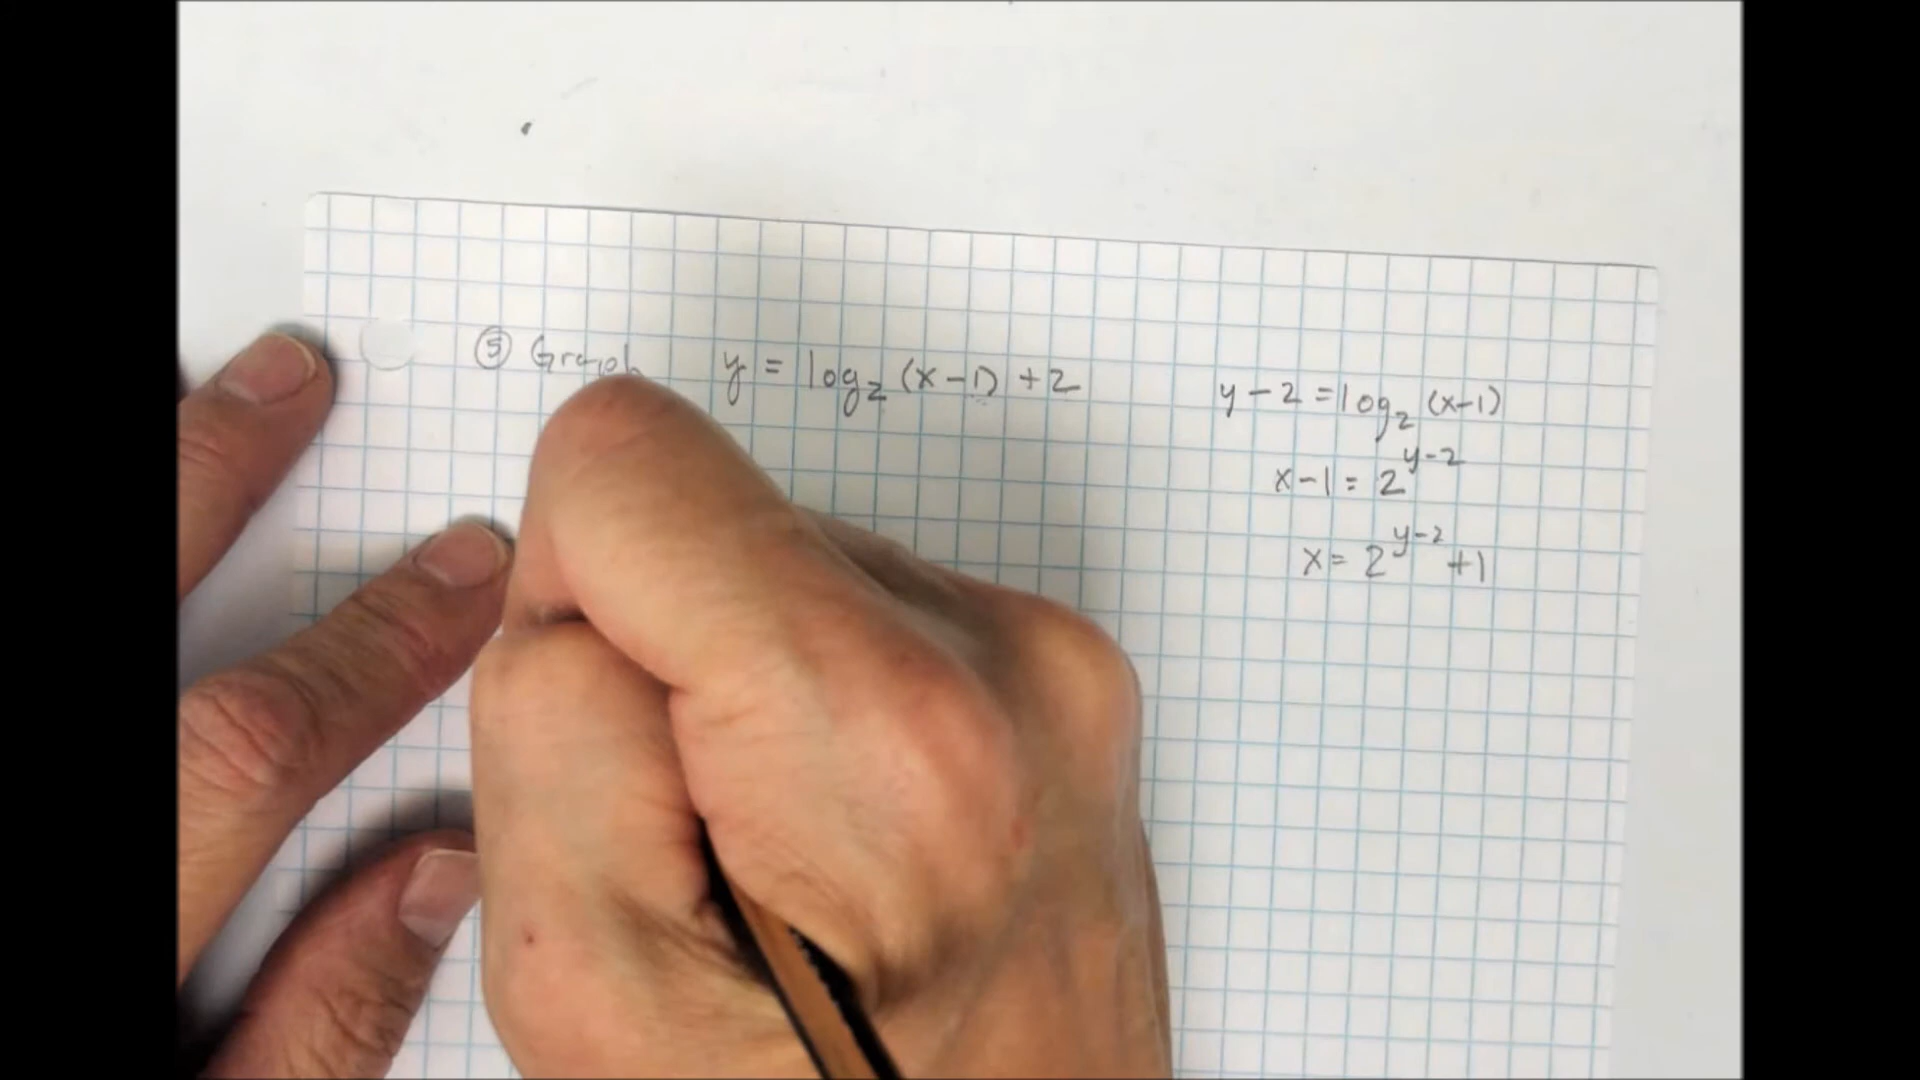 ⑤ Graph y = log₂ (x-1) +2
y-2 = log₂ (x-1)
x-1 = 2^{y-2}
x = 2^{y-2} +1